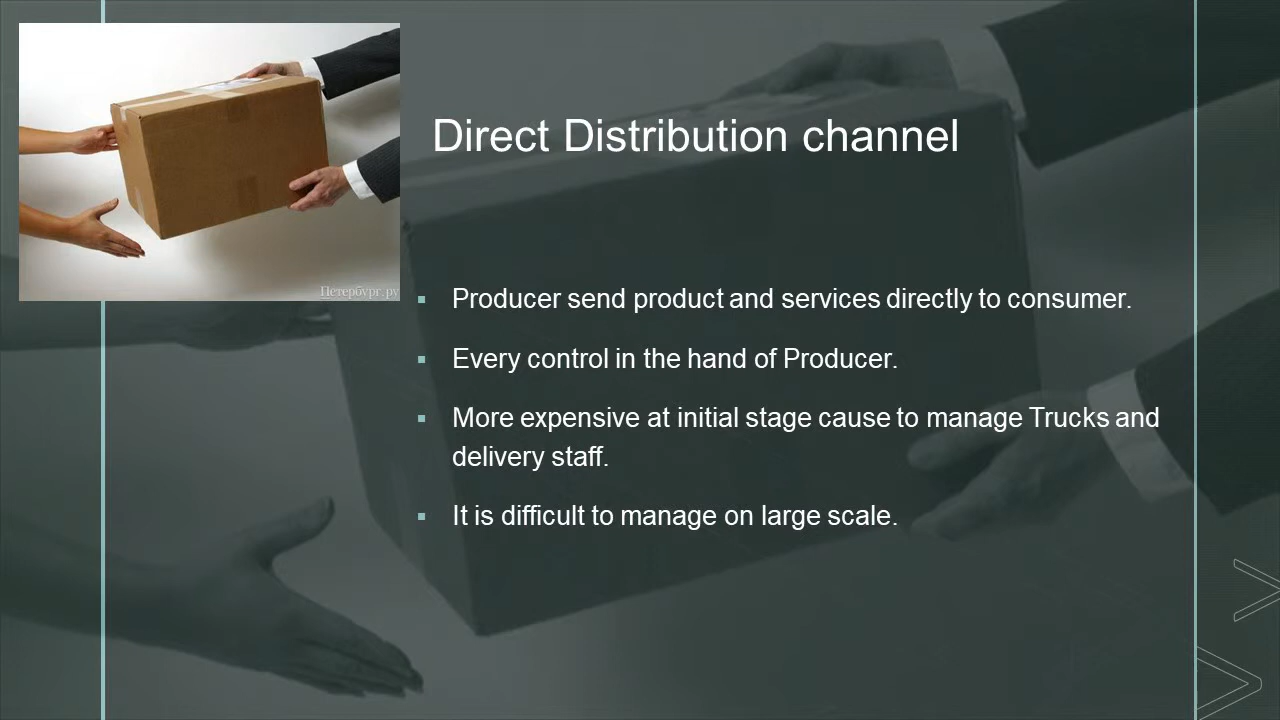 Direct Distribution channel
Петербург.ру
Producer send product and services directly to consumer.
Every control in the hand of Producer.
More expensive at initial stage cause to manage Trucks and
delivery staff.
It is difficult to manage on large scale.